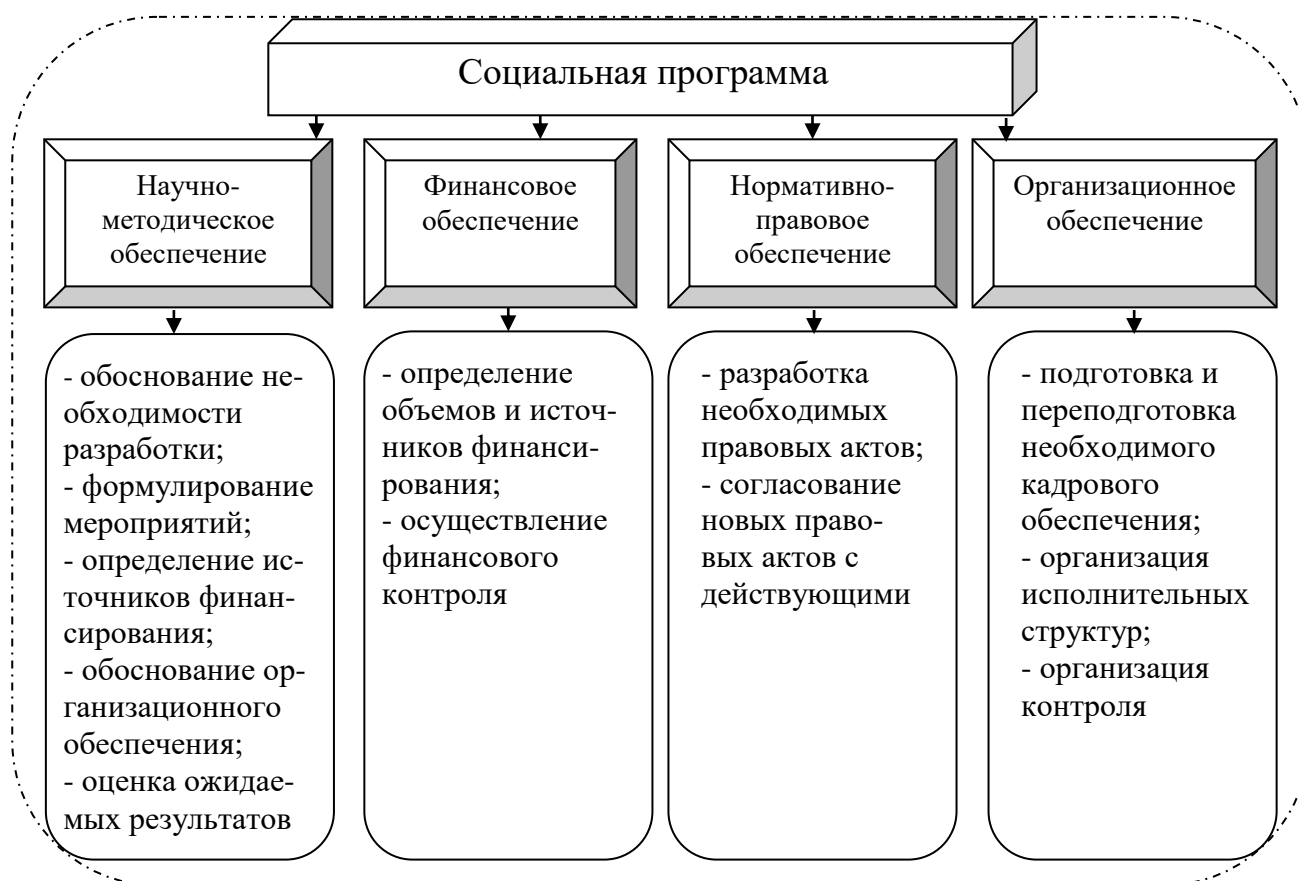 Социальная программа
Научно-
методическое
обеспечение
Финансовое
обеспечение
Нормативно-
правовое
обеспечение
Организационное
обеспечение
- обоснование не-
обходимости
разработки;
- формулирование
мероприятий;
- определение ис-
точников финан-
сирования;
- обоснование ор-
ганизационного
обеспечения;
- оценка ожидае-
мых результатов
- определение
объемов и источ-
ников финанси-
рования;
- осуществление
финансового
контроля
- разработка
необходимых
правовых актов;
- согласование
новых право-
вых актов с
действующими
- подготовка и
переподготовка
необходимого
кадрового
обеспечения;
- организация
исполнительных
структур;
- организация
контроля